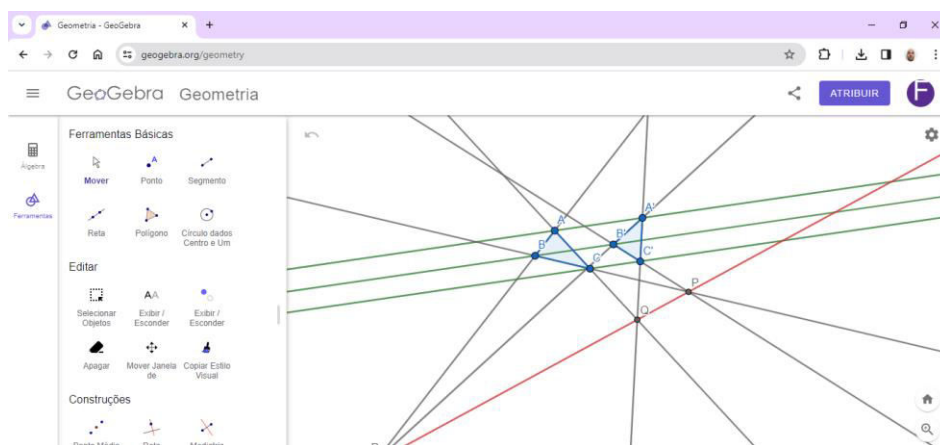 Geometria - GeoGebra
geogebra.org/geometry
GeoGebra Geometria
ATRIBUIR
F
Álgebra
Ferramentas
Ferramentas Básicas
Mover
Ponto
Segmento
Reta
Polígono
Círculo dados
Centro e Um
Editar
Selecionar
Objetos
Exibir /
Esconder
Exibir /
Esconder
Apagar
Mover Janela
de
Copiar Estilo
Visual
Construções
A
B
C
A'
B'
C'
P
Q